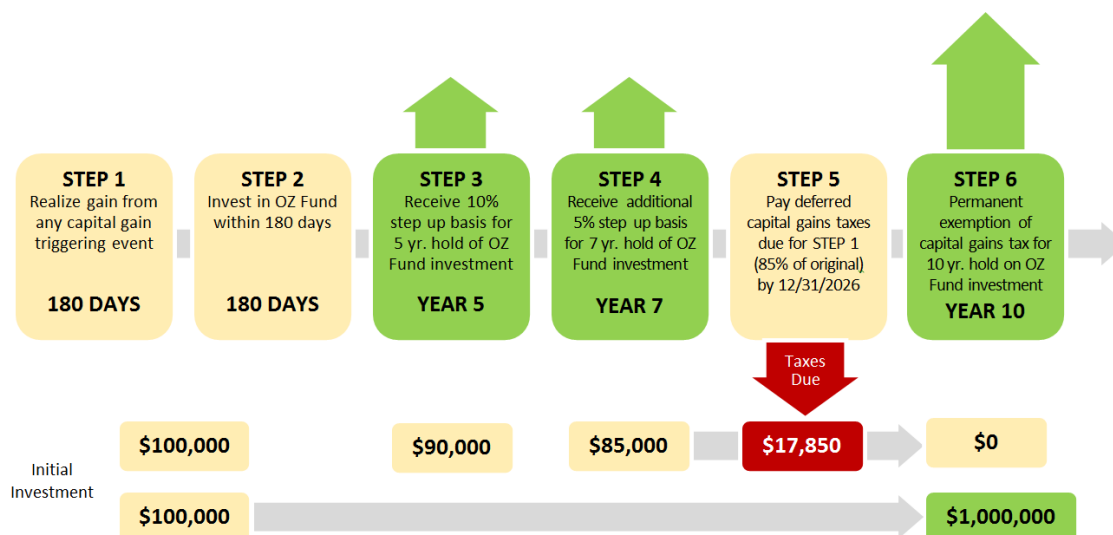 STEP 1
Realize gain from
any capital gain
triggering event
180 DAYS
STEP 2
Invest in OZ Fund
within 180 days
180 DAYS
STEP 3
Receive 10%
step up basis for
5 yr. hold of OZ
Fund investment
YEAR 5
STEP 4
Receive additional
5% step up basis
for 7 yr. hold of OZ
Fund investment
YEAR 7
STEP 5
Pay deferred
capital gains taxes
due for STEP 1
(85% of original)
by 12/31/2026
STEP 6
Permanent
exemption of
capital gains tax for
10 yr. hold on OZ
Fund investment
YEAR 10
Taxes
Due
Initial
Investment
$100,000
$90,000
$85,000
$17,850
$0
$100,000
$1,000,000